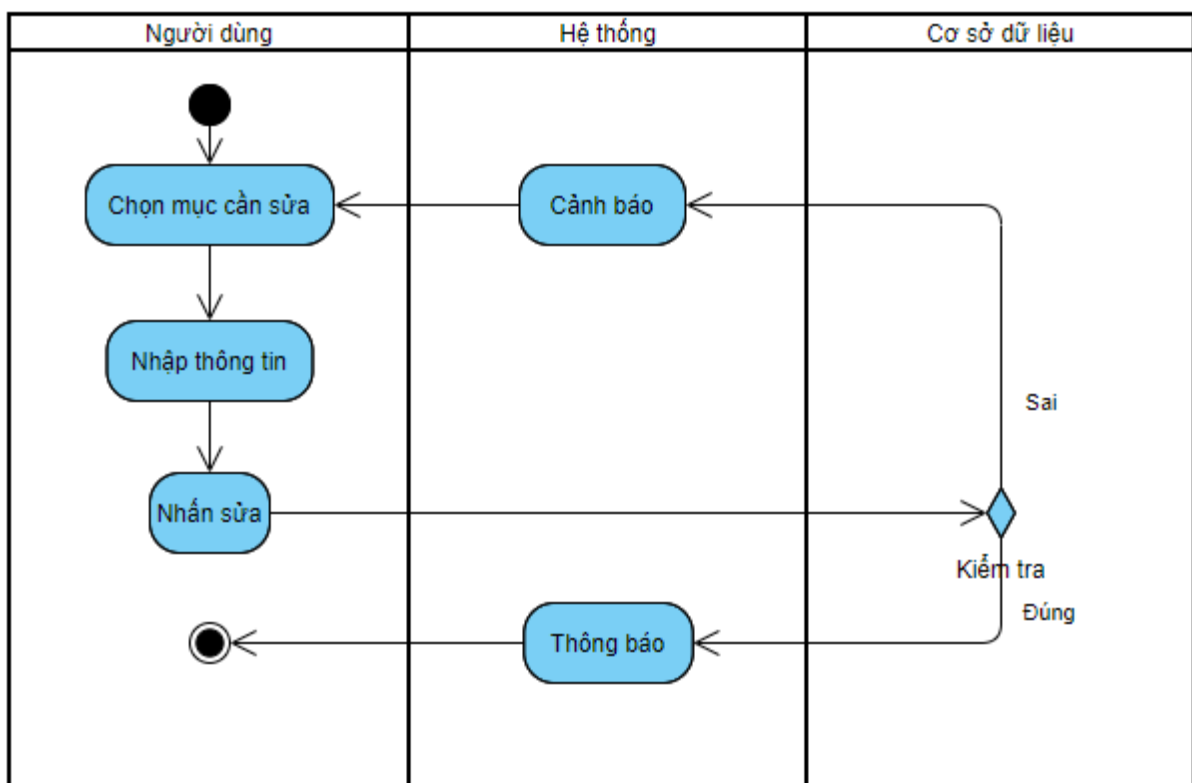 Người dùng
Hệ thống
Cơ sở dữ liệu
Chọn mục cần sửa
Cảnh báo
Nhập thông tin
Sai
Nhấn sửa
Kiểm tra
Đúng
Thông báo